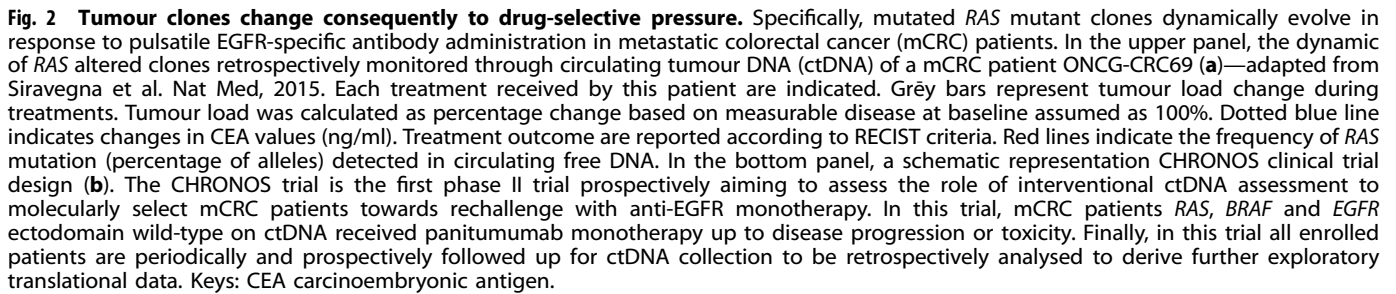 Fig. 2 Tumour clones change consequently to drug-selective pressure. Specifically, mutated RAS mutant clones dynamically evolve in
response to pulsatile EGFR-specific antibody administration in metastatic colorectal cancer (mCRC) patients. In the upper panel, the dynamic
of RAS altered clones retrospectively monitored through circulating tumour DNA (ctDNA) of a mCRC patient ONCG-CRC69 (a)—adapted from
Siravegna et al. Nat Med, 2015. Each treatment received by this patient are indicated. Grēy bars represent tumour load change during
treatments. Tumour load was calculated as percentage change based on measurable disease at baseline assumed as 100%. Dotted blue line
indicates changes in CEA values (ng/ml). Treatment outcome are reported according to RECIST criteria. Red lines indicate the frequency of RAS
mutation (percentage of alleles) detected in circulating free DNA. In the bottom panel, a schematic representation CHRONOS clinical trial
design (b). The CHRONOS trial is the first phase II trial prospectively aiming to assess the role of interventional ctDNA assessment to
molecularly select mCRC patients towards rechallenge with anti-EGFR monotherapy. In this trial, mCRC patients RAS, BRAF and EGFR
ectodomain wild-type on ctDNA received panitumumab monotherapy up to disease progression or toxicity. Finally, in this trial all enrolled
patients are periodically and prospectively followed up for ctDNA collection to be retrospectively analysed to derive further exploratory
translational data. Keys: CEA carcinoembryonic antigen.